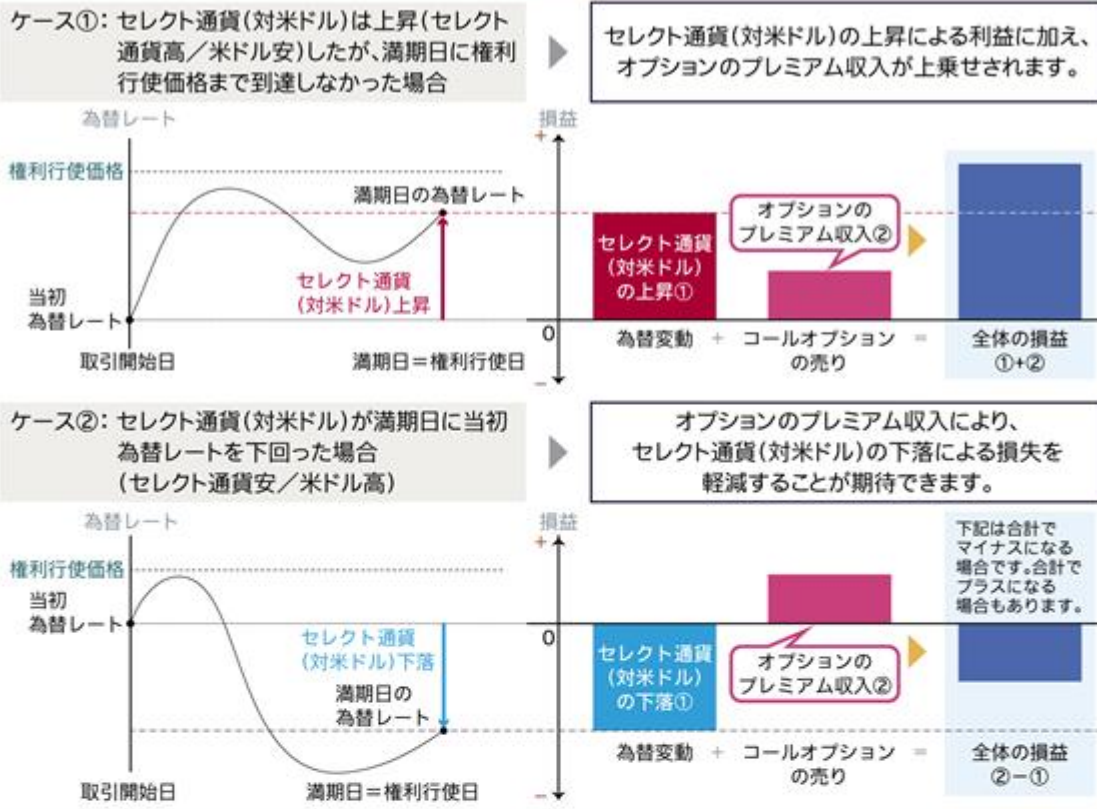 ケース①：セレクト通貨（対米ドル）は上昇（セレクト
通貨高／米ドル安）したが、満期日に権利
行使価格まで到達しなかった場合
セレクト通貨（対米ドル）の上昇による利益に加え、
オプションのプレミアム収入が上乗せされます。
為替レート
権利行使価格
満期日の為替レート
セレクト通貨
（対米ドル）上昇
当初
為替レート
取引開始日
満期日＝権利行使日
損益
+
0
−
セレクト通貨
（対米ドル）
の上昇①
オプションの
プレミアム収入②
為替変動
+
コールオプション
の売り
=
全体の損益
①+②
ケース②：セレクト通貨（対米ドル）が満期日に当初
為替レートを下回った場合
（セレクト通貨安／米ドル高）
オプションのプレミアム収入により、
セレクト通貨（対米ドル）の下落による損失を
軽減することが期待できます。
為替レート
権利行使価格
当初
為替レート
セレクト通貨
（対米ドル）下落
満期日の
為替レート
取引開始日
満期日＝権利行使日
損益
+
0
−
セレクト通貨
（対米ドル）
の下落①
オプションの
プレミアム収入②
下記は合計で
マイナスになる
場合です。合計で
プラスになる
場合もあります。
為替変動
+
コールオプション
の売り
=
全体の損益
②−①